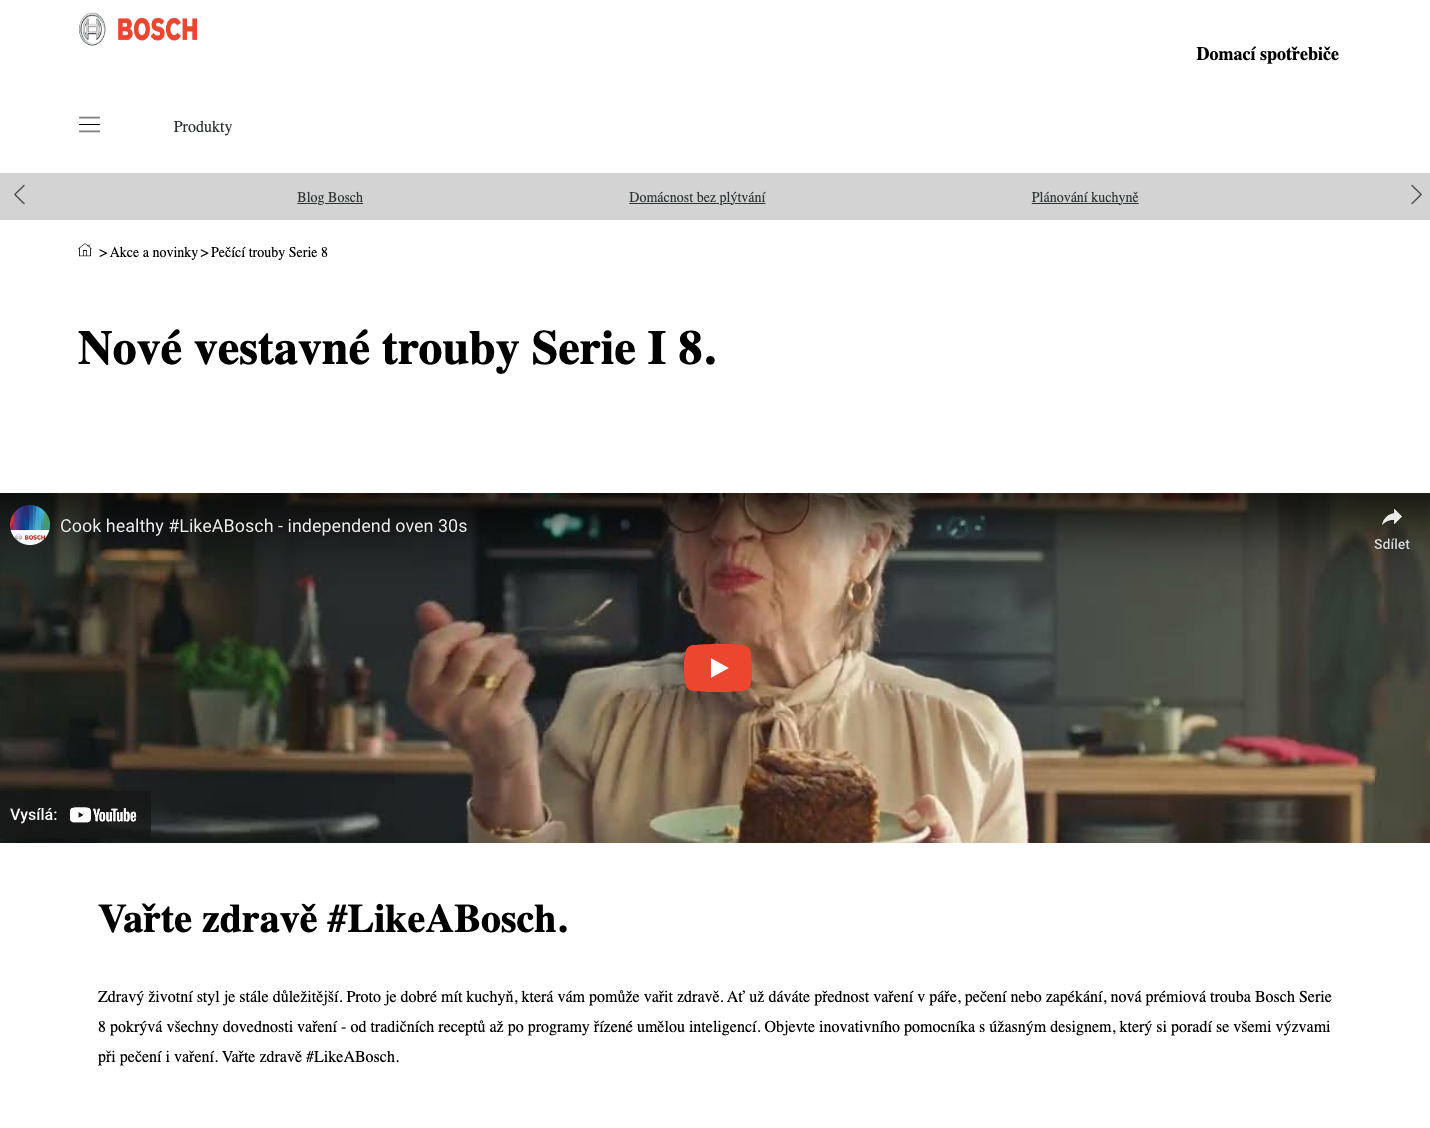 BOSCH
Domací spotřebiče
Produkty
Blog Bosch
Domácnost bez plýtvání
Plánování kuchyně
> Akce a novinky > Pečící trouby Serie 8
Nové vestavné trouby Serie I 8.
BOSCH
Cook healthy #LikeABosch - independend oven 30s
Sdílet
Vysílá: YouTube
Vařte zdravě #LikeABosch.
Zdravý životní styl je stále důležitější. Proto je dobré mít kuchyň, která vám pomůže vařit zdravě. Ať už dáváte přednost vaření v páře, pečení nebo zapékání, nová prémiová trouba Bosch Serie
8 pokrývá všechny dovednosti vaření - od tradičních receptů až po programy řízené umělou inteligencí. Objevte inovativního pomocníka s úžasným designem, který si poradí se všemi výzvami
při pečení i vaření. Vařte zdravě #LikeABosch.